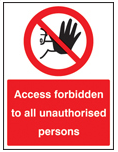 Access forbidden
to all unauthorised
persons